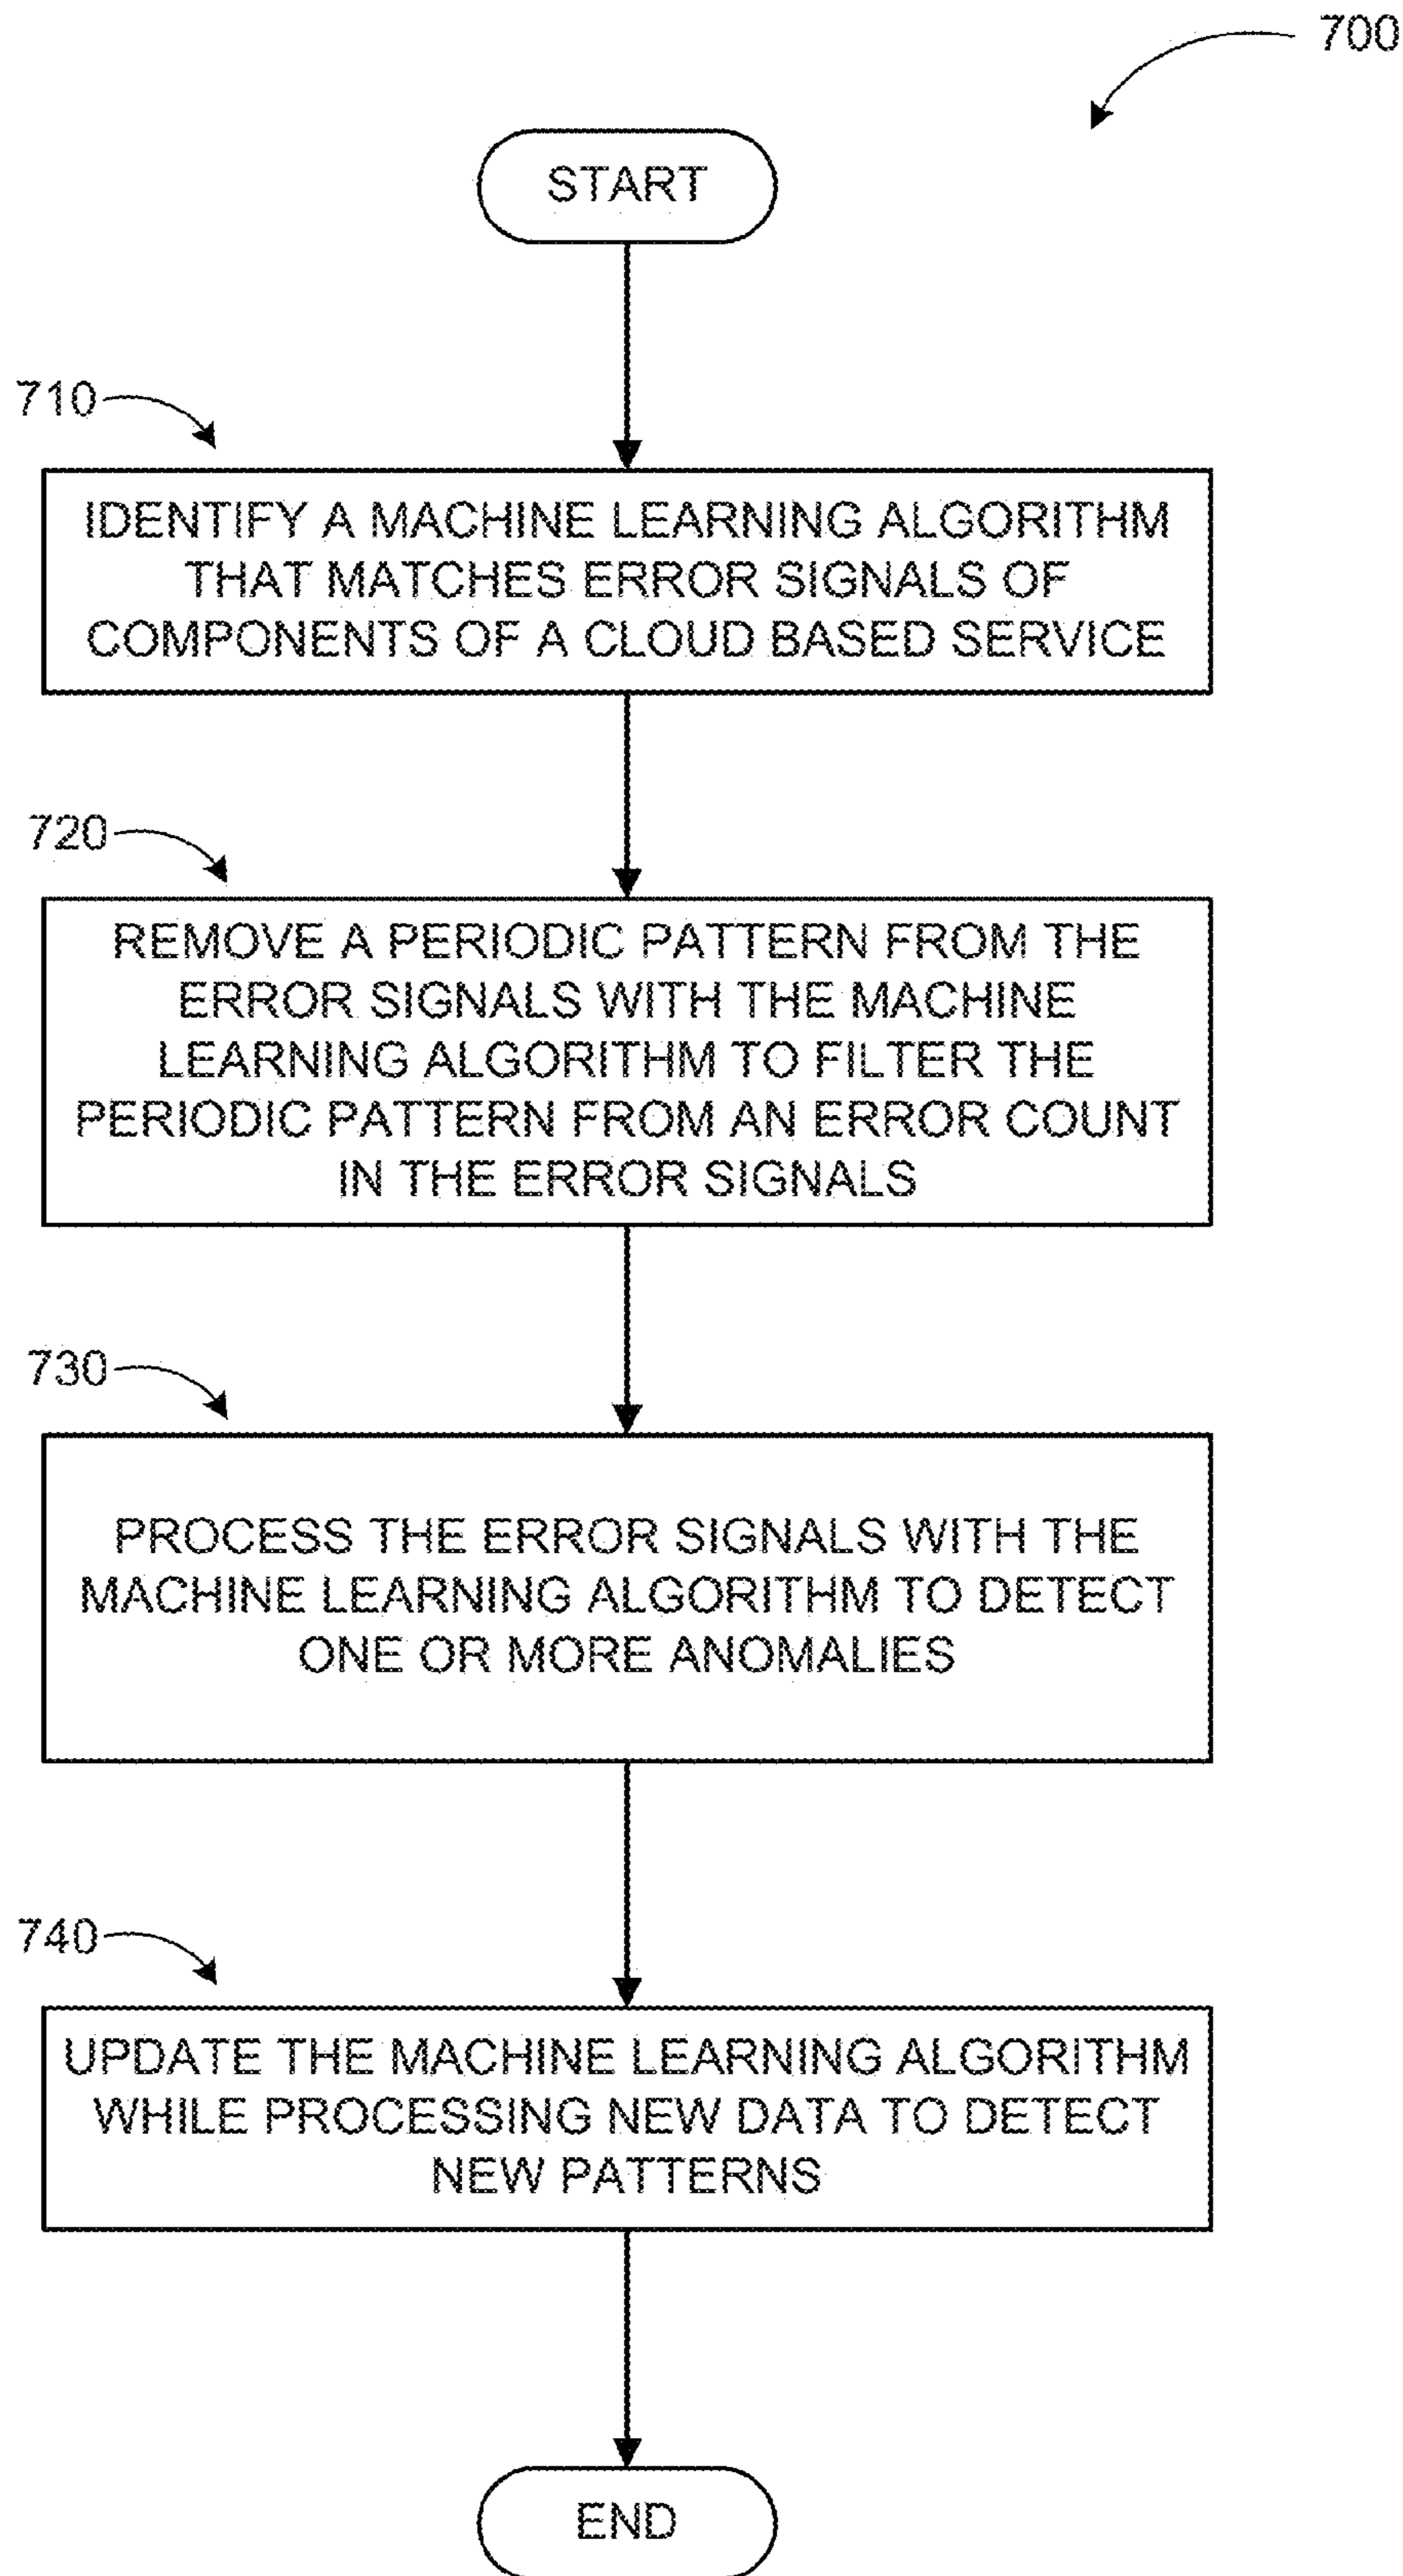 700
START
710
IDENTIFY A MACHINE LEARNING ALGORITHM
THAT MATCHES ERROR SIGNALS OF
COMPONENTS OF A CLOUD BASED SERVICE
720
REMOVE A PERIODIC PATTERN FROM THE
ERROR SIGNALS WITH THE MACHINE
LEARNING ALGORITHM TO FILTER THE
PERIODIC PATTERN FROM AN ERROR COUNT
IN THE ERROR SIGNALS
730
PROCESS THE ERROR SIGNALS WITH THE
MACHINE LEARNING ALGORITHM TO DETECT
ONE OR MORE ANOMALIES
740
UPDATE THE MACHINE LEARNING ALGORITHM
WHILE PROCESSING NEW DATA TO DETECT
NEW PATTERNS
END